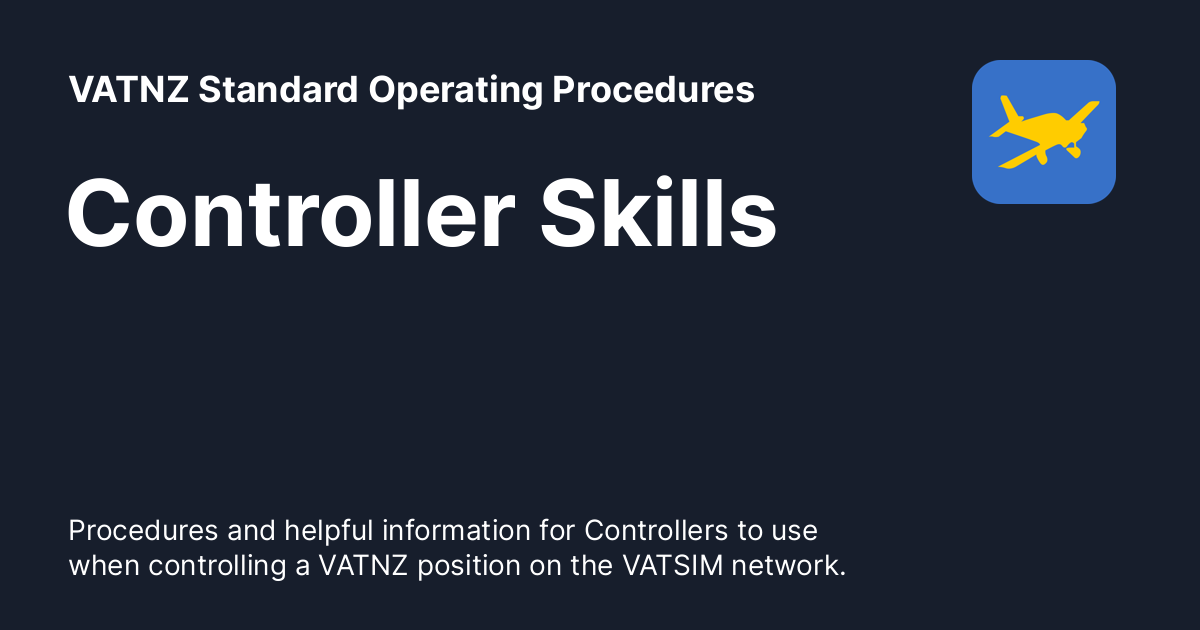 VATNZ Standard Operating Procedures
Controller Skills
Procedures and helpful information for Controllers to use
when controlling a VATNZ position on the VATSIM network.